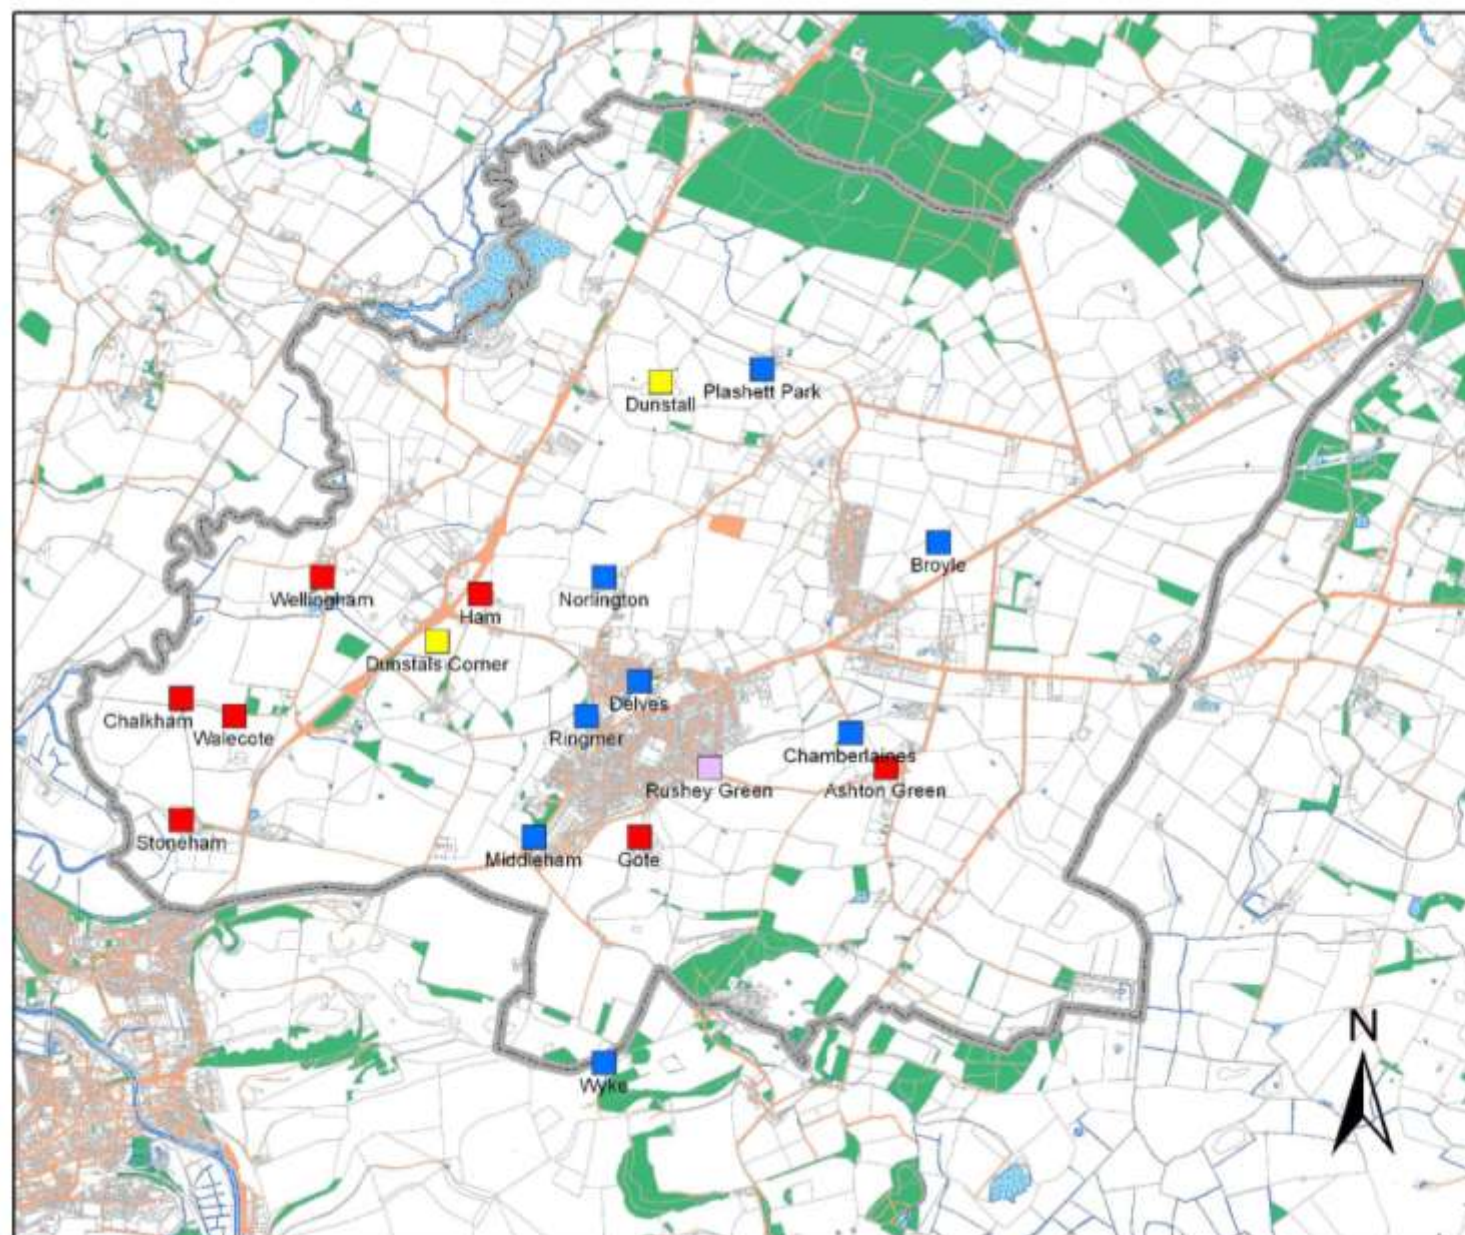 Plashett Park
Dunstall
Broyle
Wellingham
Norlington
Ham
Dunstals Corner
Delves
Chalkham
Walecote
Ringmer
Chamberlaines
Rushey Green
Ashton Green
Stoneham
Middleham
Gote
N
Wyke